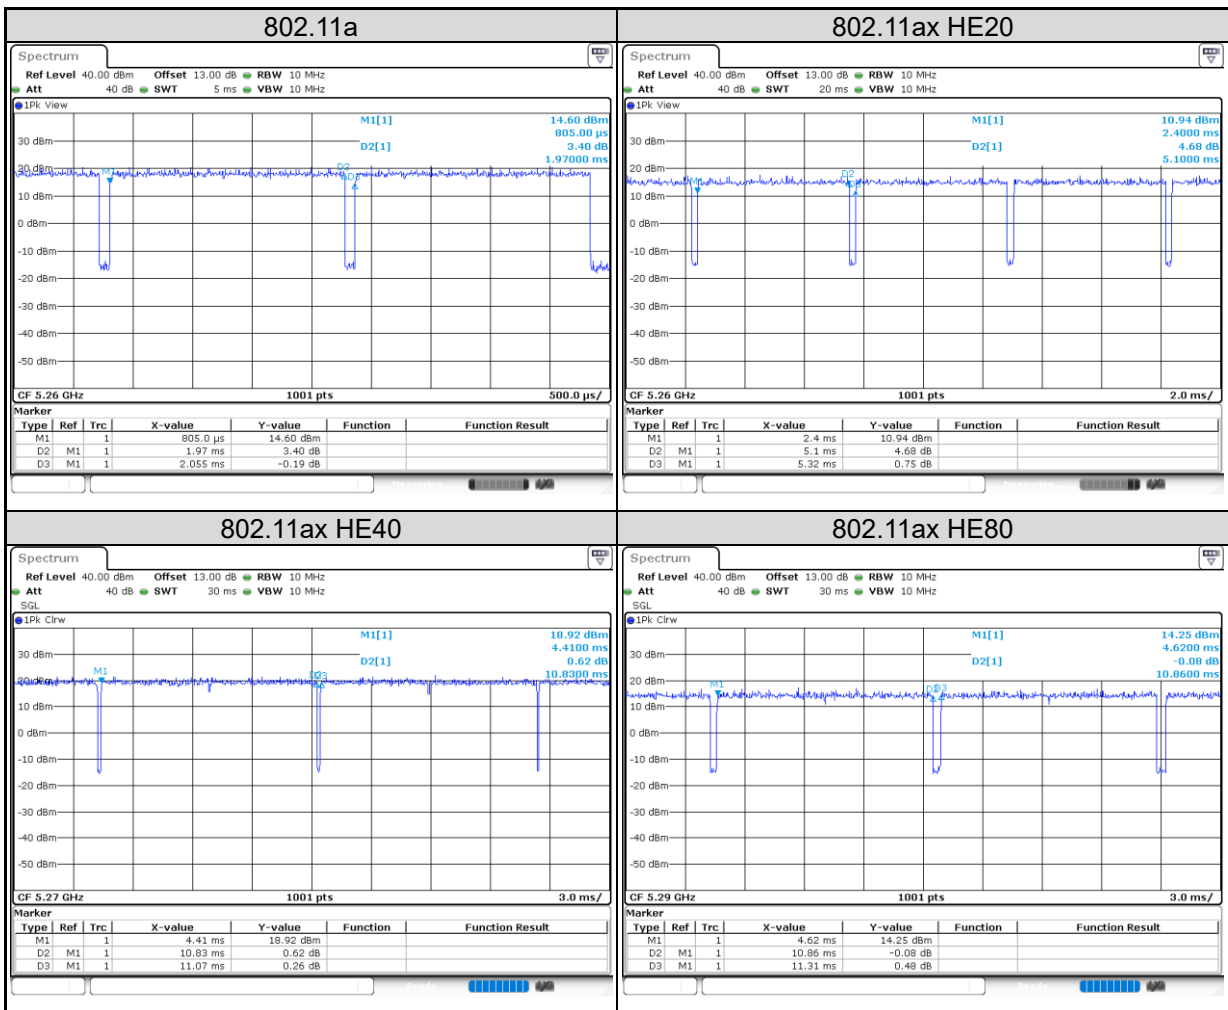 802.11a
Spectrum
Ref Level 40.00 dBm Offset 13.00 dB RBW 10 MHz
Att 40 dB SWT 5 ms VBW 10 MHz
1Pk View
M1[1] 14.60 dBm
805.00 µs
D2[1] 3.40 dB
1.97000 ms
30 dBm
20 dBm
10 dBm
0 dBm
-10 dBm
-20 dBm
-30 dBm
-40 dBm
-50 dBm
M1
D2
D3
CF 5.26 GHz 1001 pts 500.0 µs/
Marker
Type Ref Trc X-value Y-value Function Function Result
M1 1 805.0 µs 14.60 dBm
D2 M1 1 1.97 ms 3.40 dB
D3 M1 1 2.055 ms -0.19 dB
802.11ax HE20
Spectrum
Ref Level 40.00 dBm Offset 13.00 dB RBW 10 MHz
Att 40 dB SWT 20 ms VBW 10 MHz
1Pk View
M1[1] 10.94 dBm
2.4000 ms
D2[1] 4.68 dB
5.1000 ms
30 dBm
20 dBm
10 dBm
0 dBm
-10 dBm
-20 dBm
-30 dBm
-40 dBm
-50 dBm
M1
D2
D3
CF 5.26 GHz 1001 pts 2.0 ms/
Marker
Type Ref Trc X-value Y-value Function Function Result
M1 1 2.4 ms 10.94 dBm
D2 M1 1 5.1 ms 4.68 dB
D3 M1 1 5.32 ms 0.75 dB
Measuring
802.11ax HE40
Spectrum
Ref Level 40.00 dBm Offset 13.00 dB RBW 10 MHz
Att 40 dB SWT 30 ms VBW 10 MHz
SGL
1Pk Clrw
M1[1] 18.92 dBm
4.4100 ms
D2[1] 0.62 dB
10.8300 ms
30 dBm
20 dBm
10 dBm
0 dBm
-10 dBm
-20 dBm
-30 dBm
-40 dBm
-50 dBm
M1
D2
D3
CF 5.27 GHz 1001 pts 3.0 ms/
Marker
Type Ref Trc X-value Y-value Function Function Result
M1 1 4.41 ms 18.92 dBm
D2 M1 1 10.83 ms 0.62 dB
D3 M1 1 11.07 ms 0.26 dB
Ready
802.11ax HE80
Spectrum
Ref Level 40.00 dBm Offset 13.00 dB RBW 10 MHz
Att 40 dB SWT 30 ms VBW 10 MHz
SGL
1Pk Clrw
M1[1] 14.25 dBm
4.6200 ms
D2[1] -0.08 dB
10.8600 ms
30 dBm
20 dBm
10 dBm
0 dBm
-10 dBm
-20 dBm
-30 dBm
-40 dBm
-50 dBm
M1
D2
D3
CF 5.29 GHz 1001 pts 3.0 ms/
Marker
Type Ref Trc X-value Y-value Function Function Result
M1 1 4.62 ms 14.25 dBm
D2 M1 1 10.86 ms -0.08 dB
D3 M1 1 11.31 ms 0.48 dB
Ready